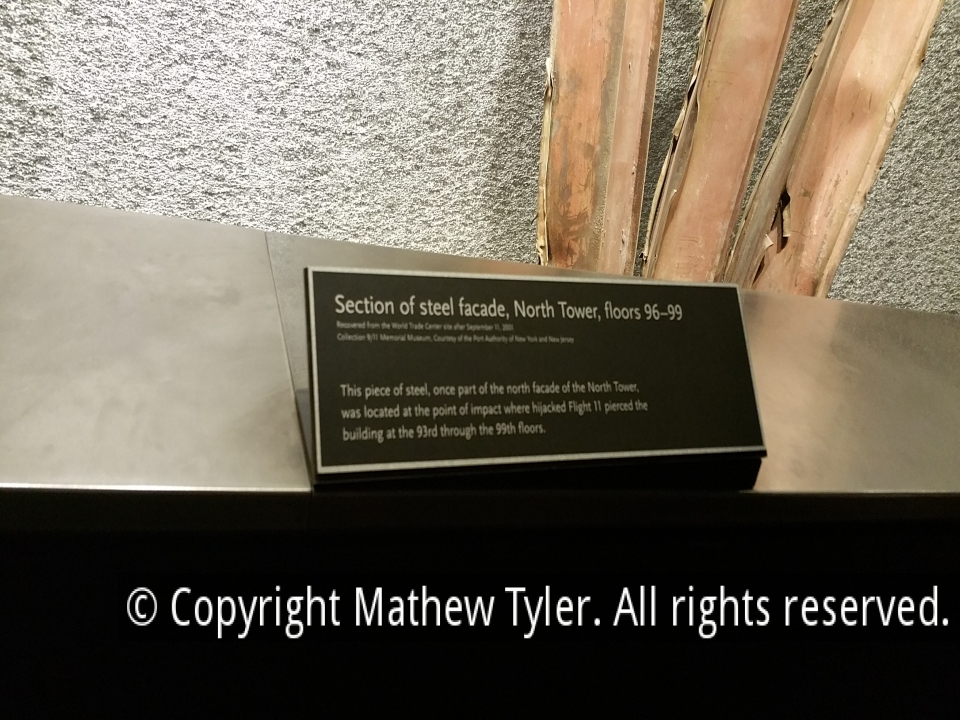 Section of steel facade, North Tower, floors 96–99
Recovered from the World Trade Center site after September 11, 2001
Collection 9/11 Memorial Museum, Courtesy of the Port Authority of New York and New Jersey
This piece of steel, once part of the north facade of the North Tower,
was located at the point of impact where hijacked Flight 11 pierced the
building at the 93rd through the 99th floors.
© Copyright Mathew Tyler. All rights reserved.